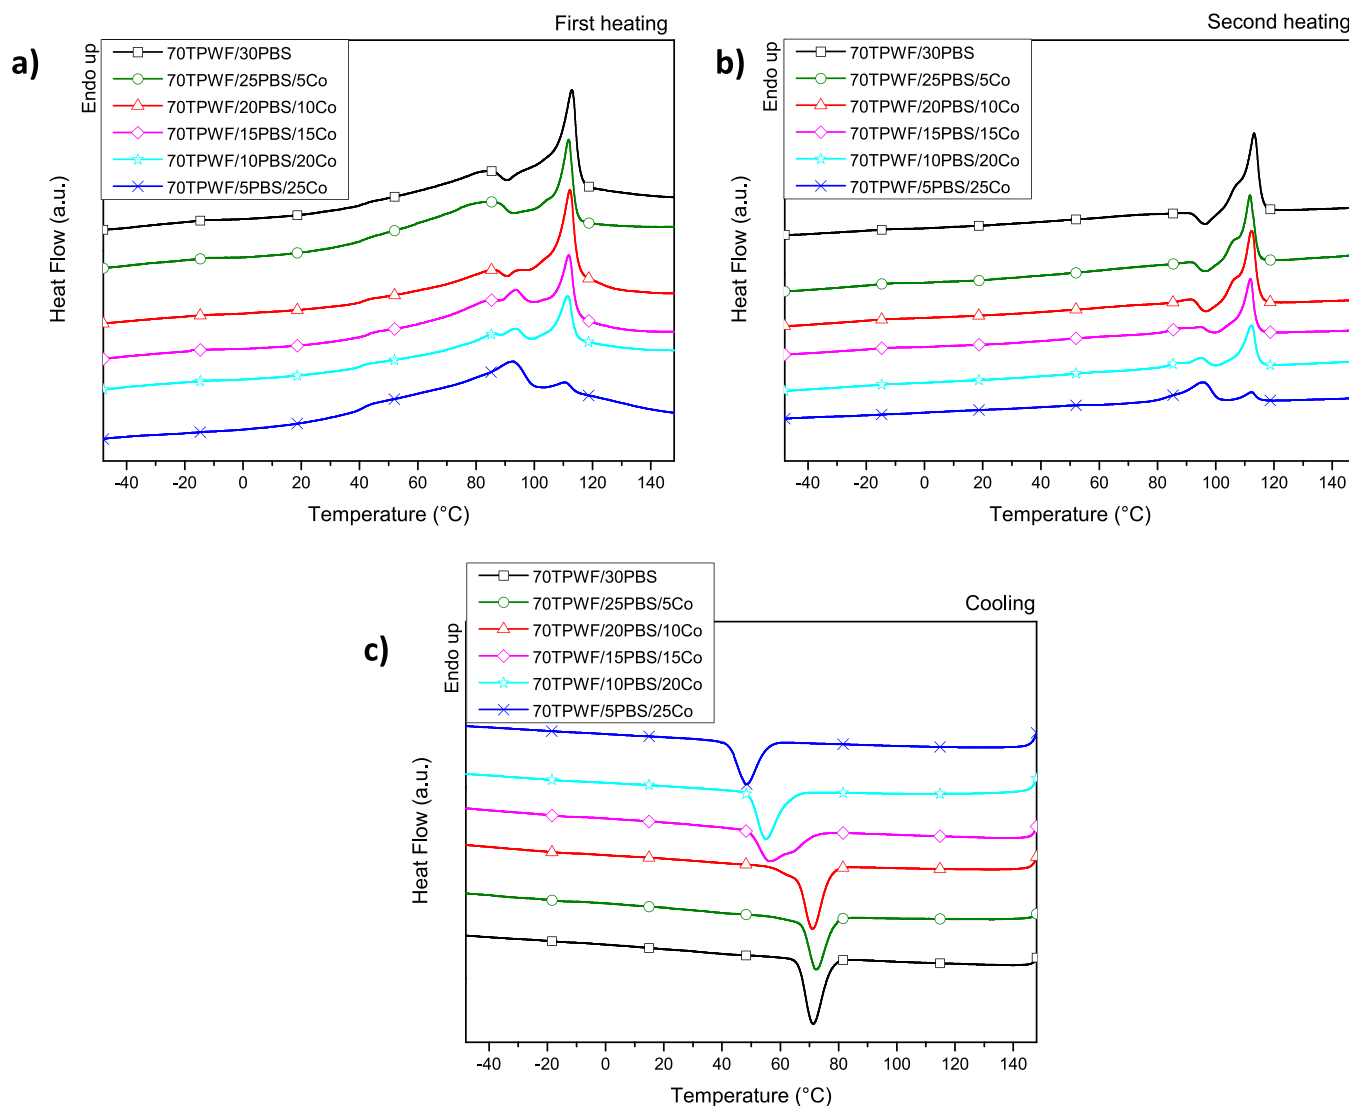 First heating
a)
Endo up
70TPWF/30PBS
70TPWF/25PBS/5Co
70TPWF/20PBS/10Co
70TPWF/15PBS/15Co
70TPWF/10PBS/20Co
70TPWF/5PBS/25Co
Heat Flow (a.u.)
-40 -20 0 20 40 60 80 100 120 140
Temperature (°C)
Second heating
b)
Endo up
70TPWF/30PBS
70TPWF/25PBS/5Co
70TPWF/20PBS/10Co
70TPWF/15PBS/15Co
70TPWF/10PBS/20Co
70TPWF/5PBS/25Co
Heat Flow (a.u.)
-40 -20 0 20 40 60 80 100 120 140
Temperature (°C)
Cooling
c)
Endo up
70TPWF/30PBS
70TPWF/25PBS/5Co
70TPWF/20PBS/10Co
70TPWF/15PBS/15Co
70TPWF/10PBS/20Co
70TPWF/5PBS/25Co
Heat Flow (a.u.)
-40 -20 0 20 40 60 80 100 120 140
Temperature (°C)